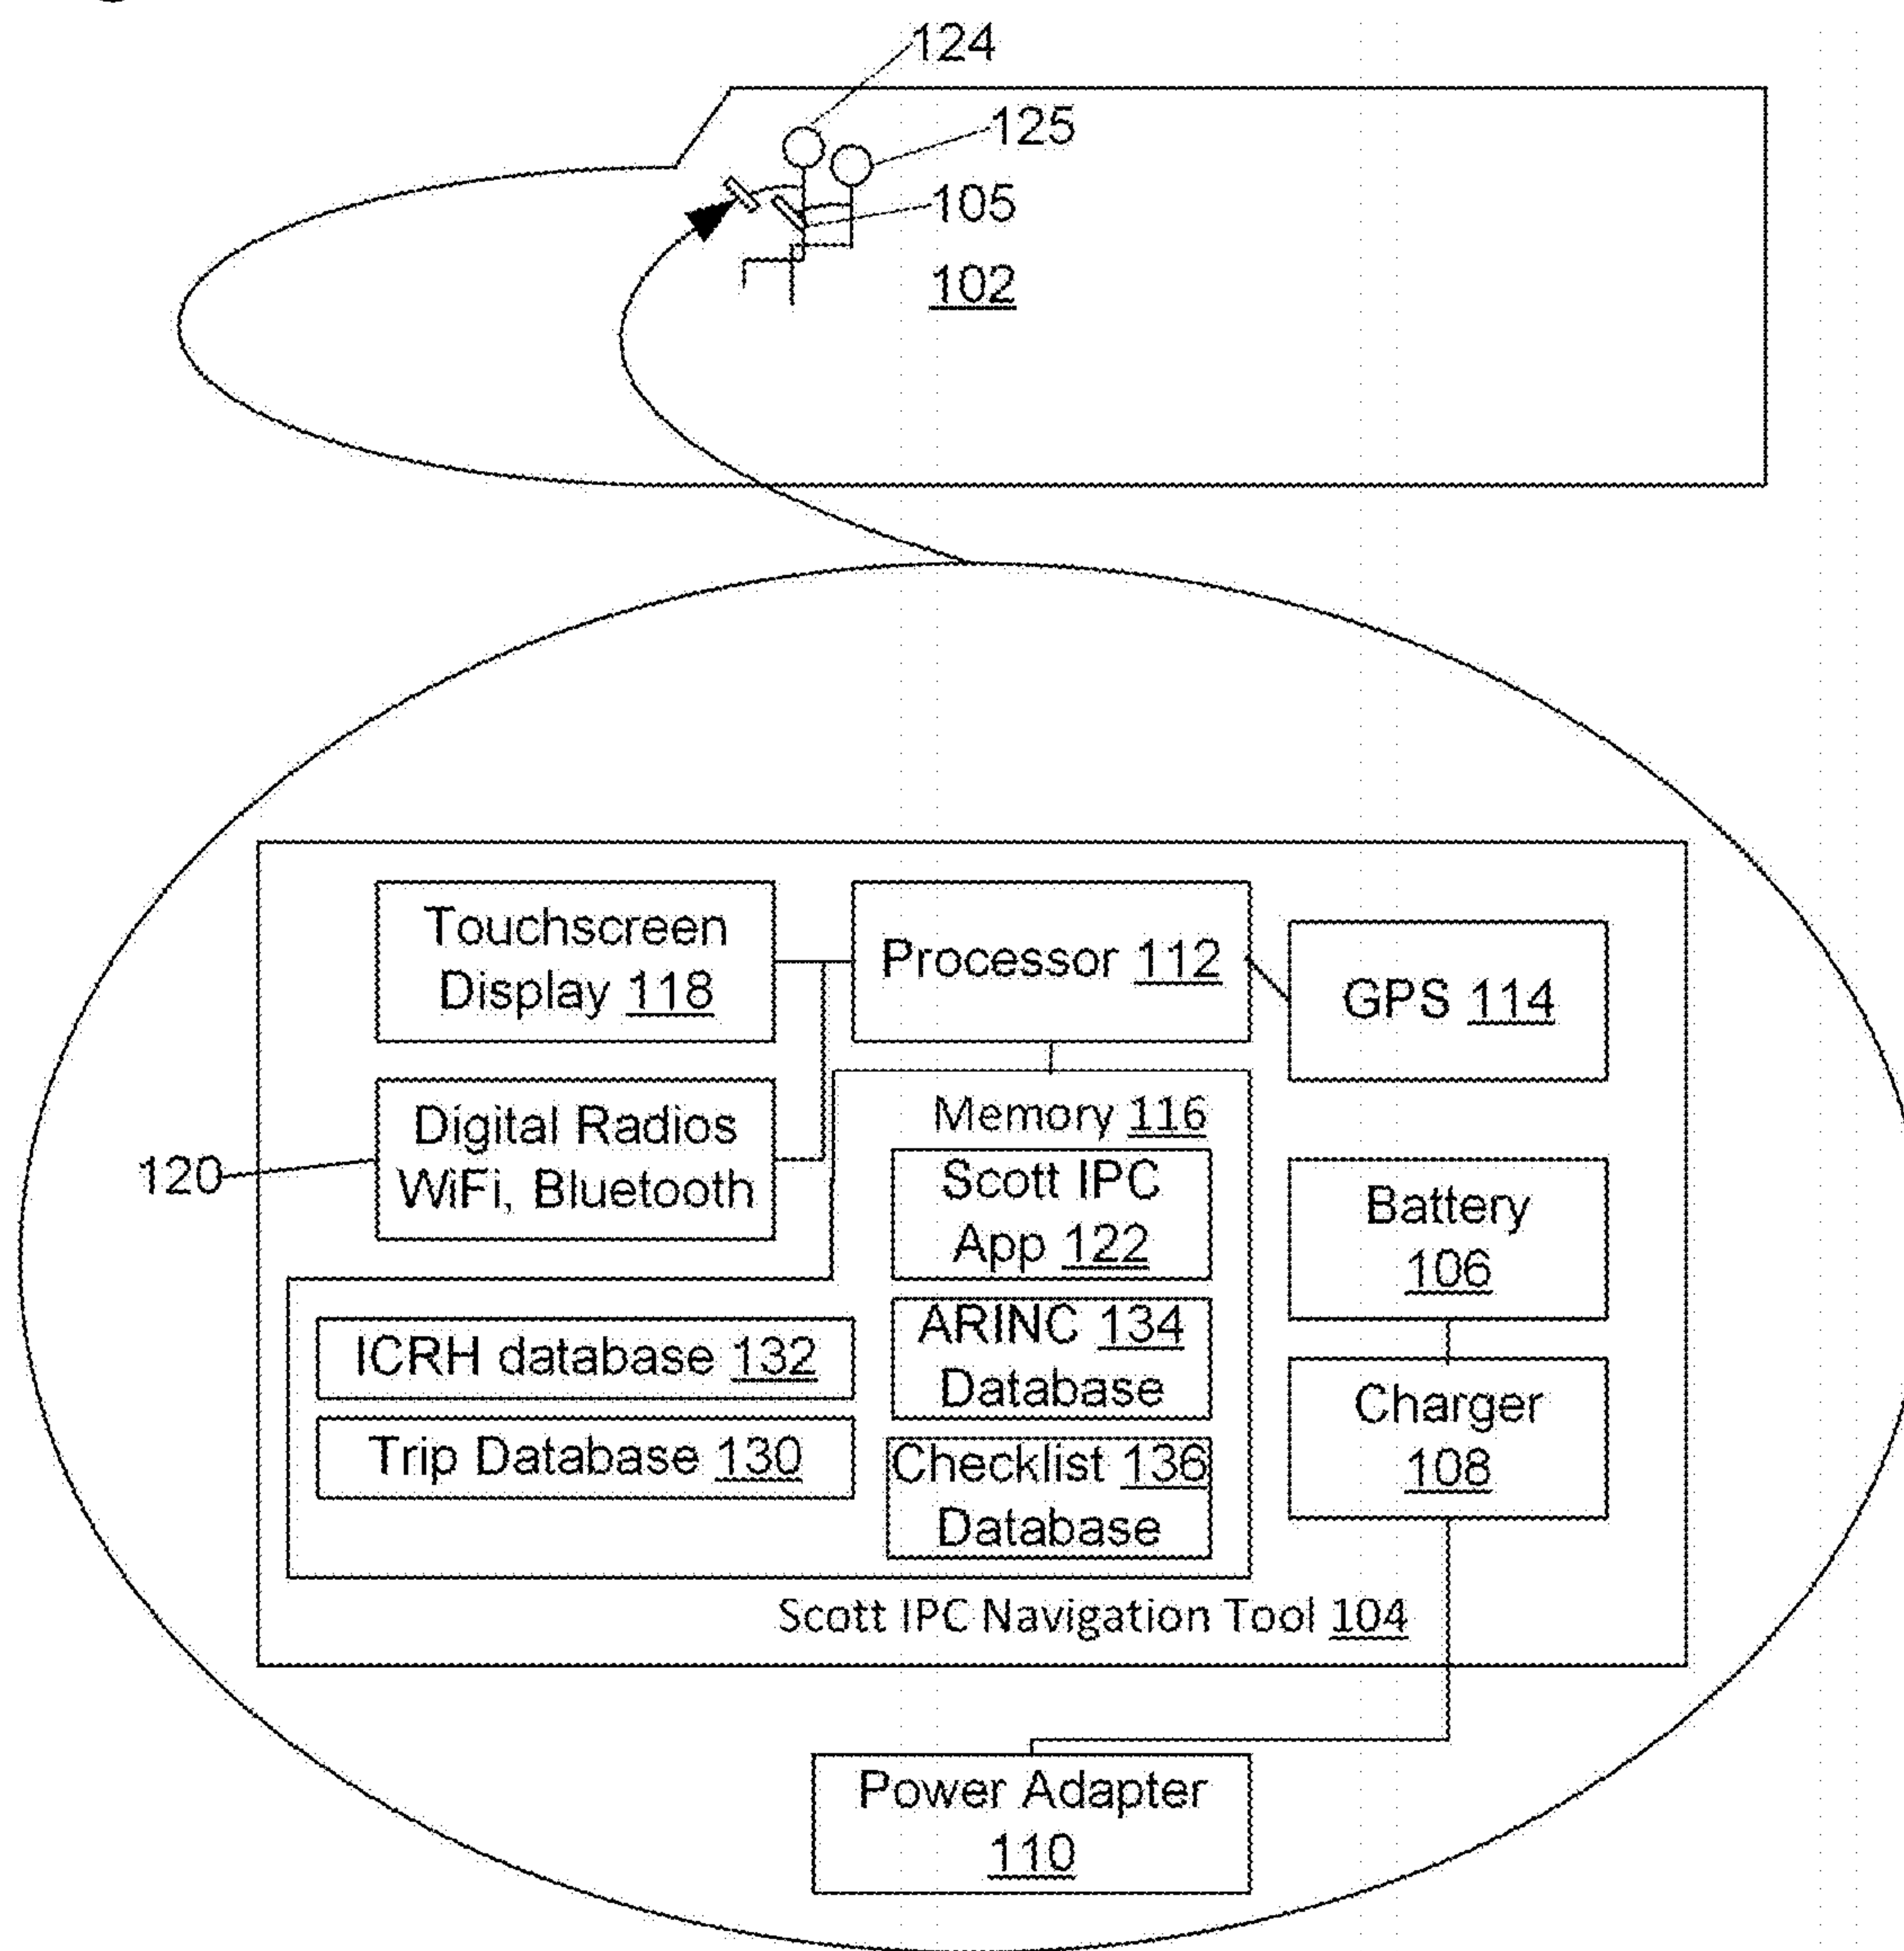 124
125
105
102
Touchscreen
Display 118
Processor 112
GPS 114
Digital Radios
WiFi, Bluetooth
120
Memory 116
Scott IPC
App 122
Battery
106
ICRH database 132
ARINC 134
Database
Trip Database 130
Checklist 136
Database
Charger
108
Scott IPC Navigation Tool 104
Power Adapter
110